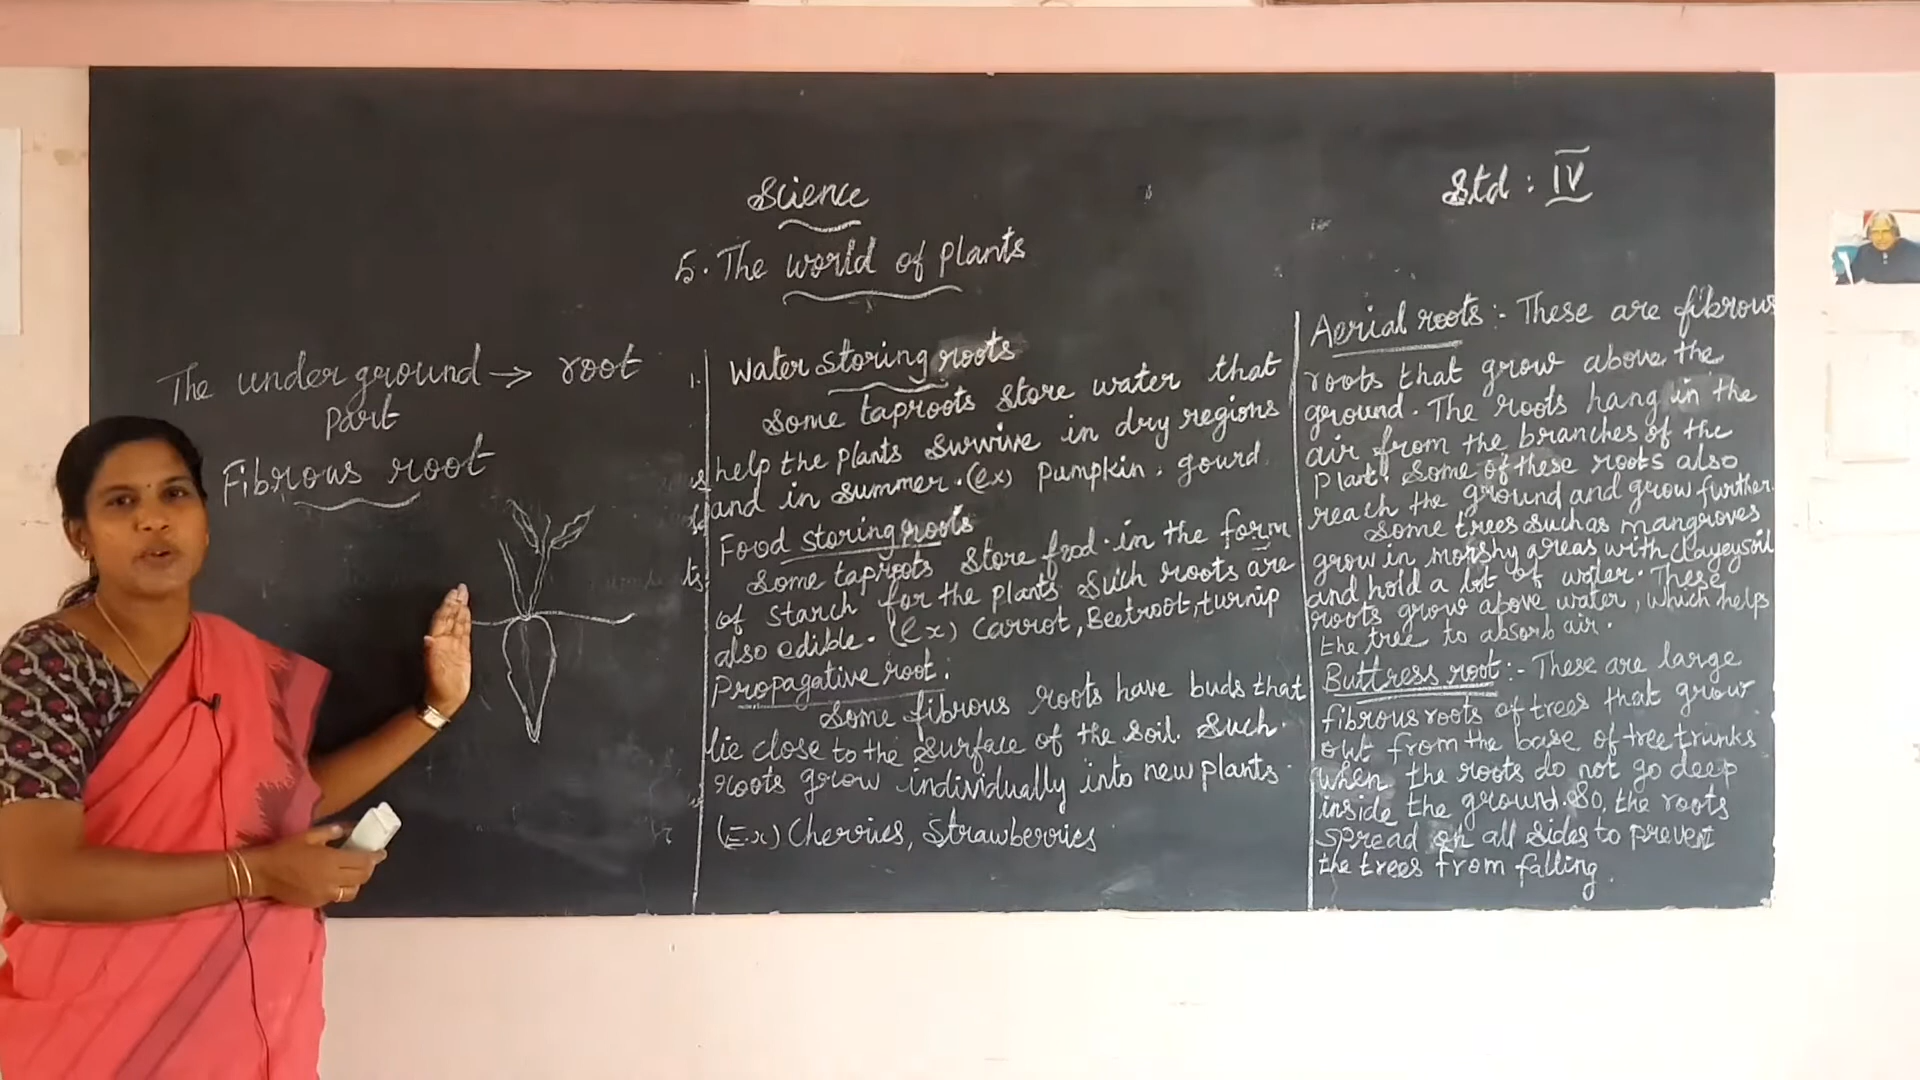 Science
Std : IV
5. The world of plants
The underground → root
part
Fibrous root
1. Water storing roots
Some taproots store water that
help the plants survive in dry regions
and in summer. (ex) Pumpkin, gourd
Food storing roots
Some taproots store food in the form
of starch for the plants such roots are
also edible. (Ex) Carrot, Beetroot, turnip
Propagative root:
Some fibrous roots have buds that
lie close to the surface of the soil. Such
roots grow individually into new plants.
(Ex) Cherries, Strawberries
Aerial roots :- These are fibrous
roots that grow above the
ground. The roots hang in the
air from the branches of the
Plant. Some of these roots also
reach the ground and grow further.
Some trees such as mangroves
grow in marshy areas with clayey soil
and hold a lot of water. These
roots grow above water, which helps
the tree to absorb air.
Buttress root :- These are large
fibrous roots of trees that grow
out from the base of tree trunks
when the roots do not go deep
inside the ground. So, the roots
spread on all sides to prevent
the trees from falling.